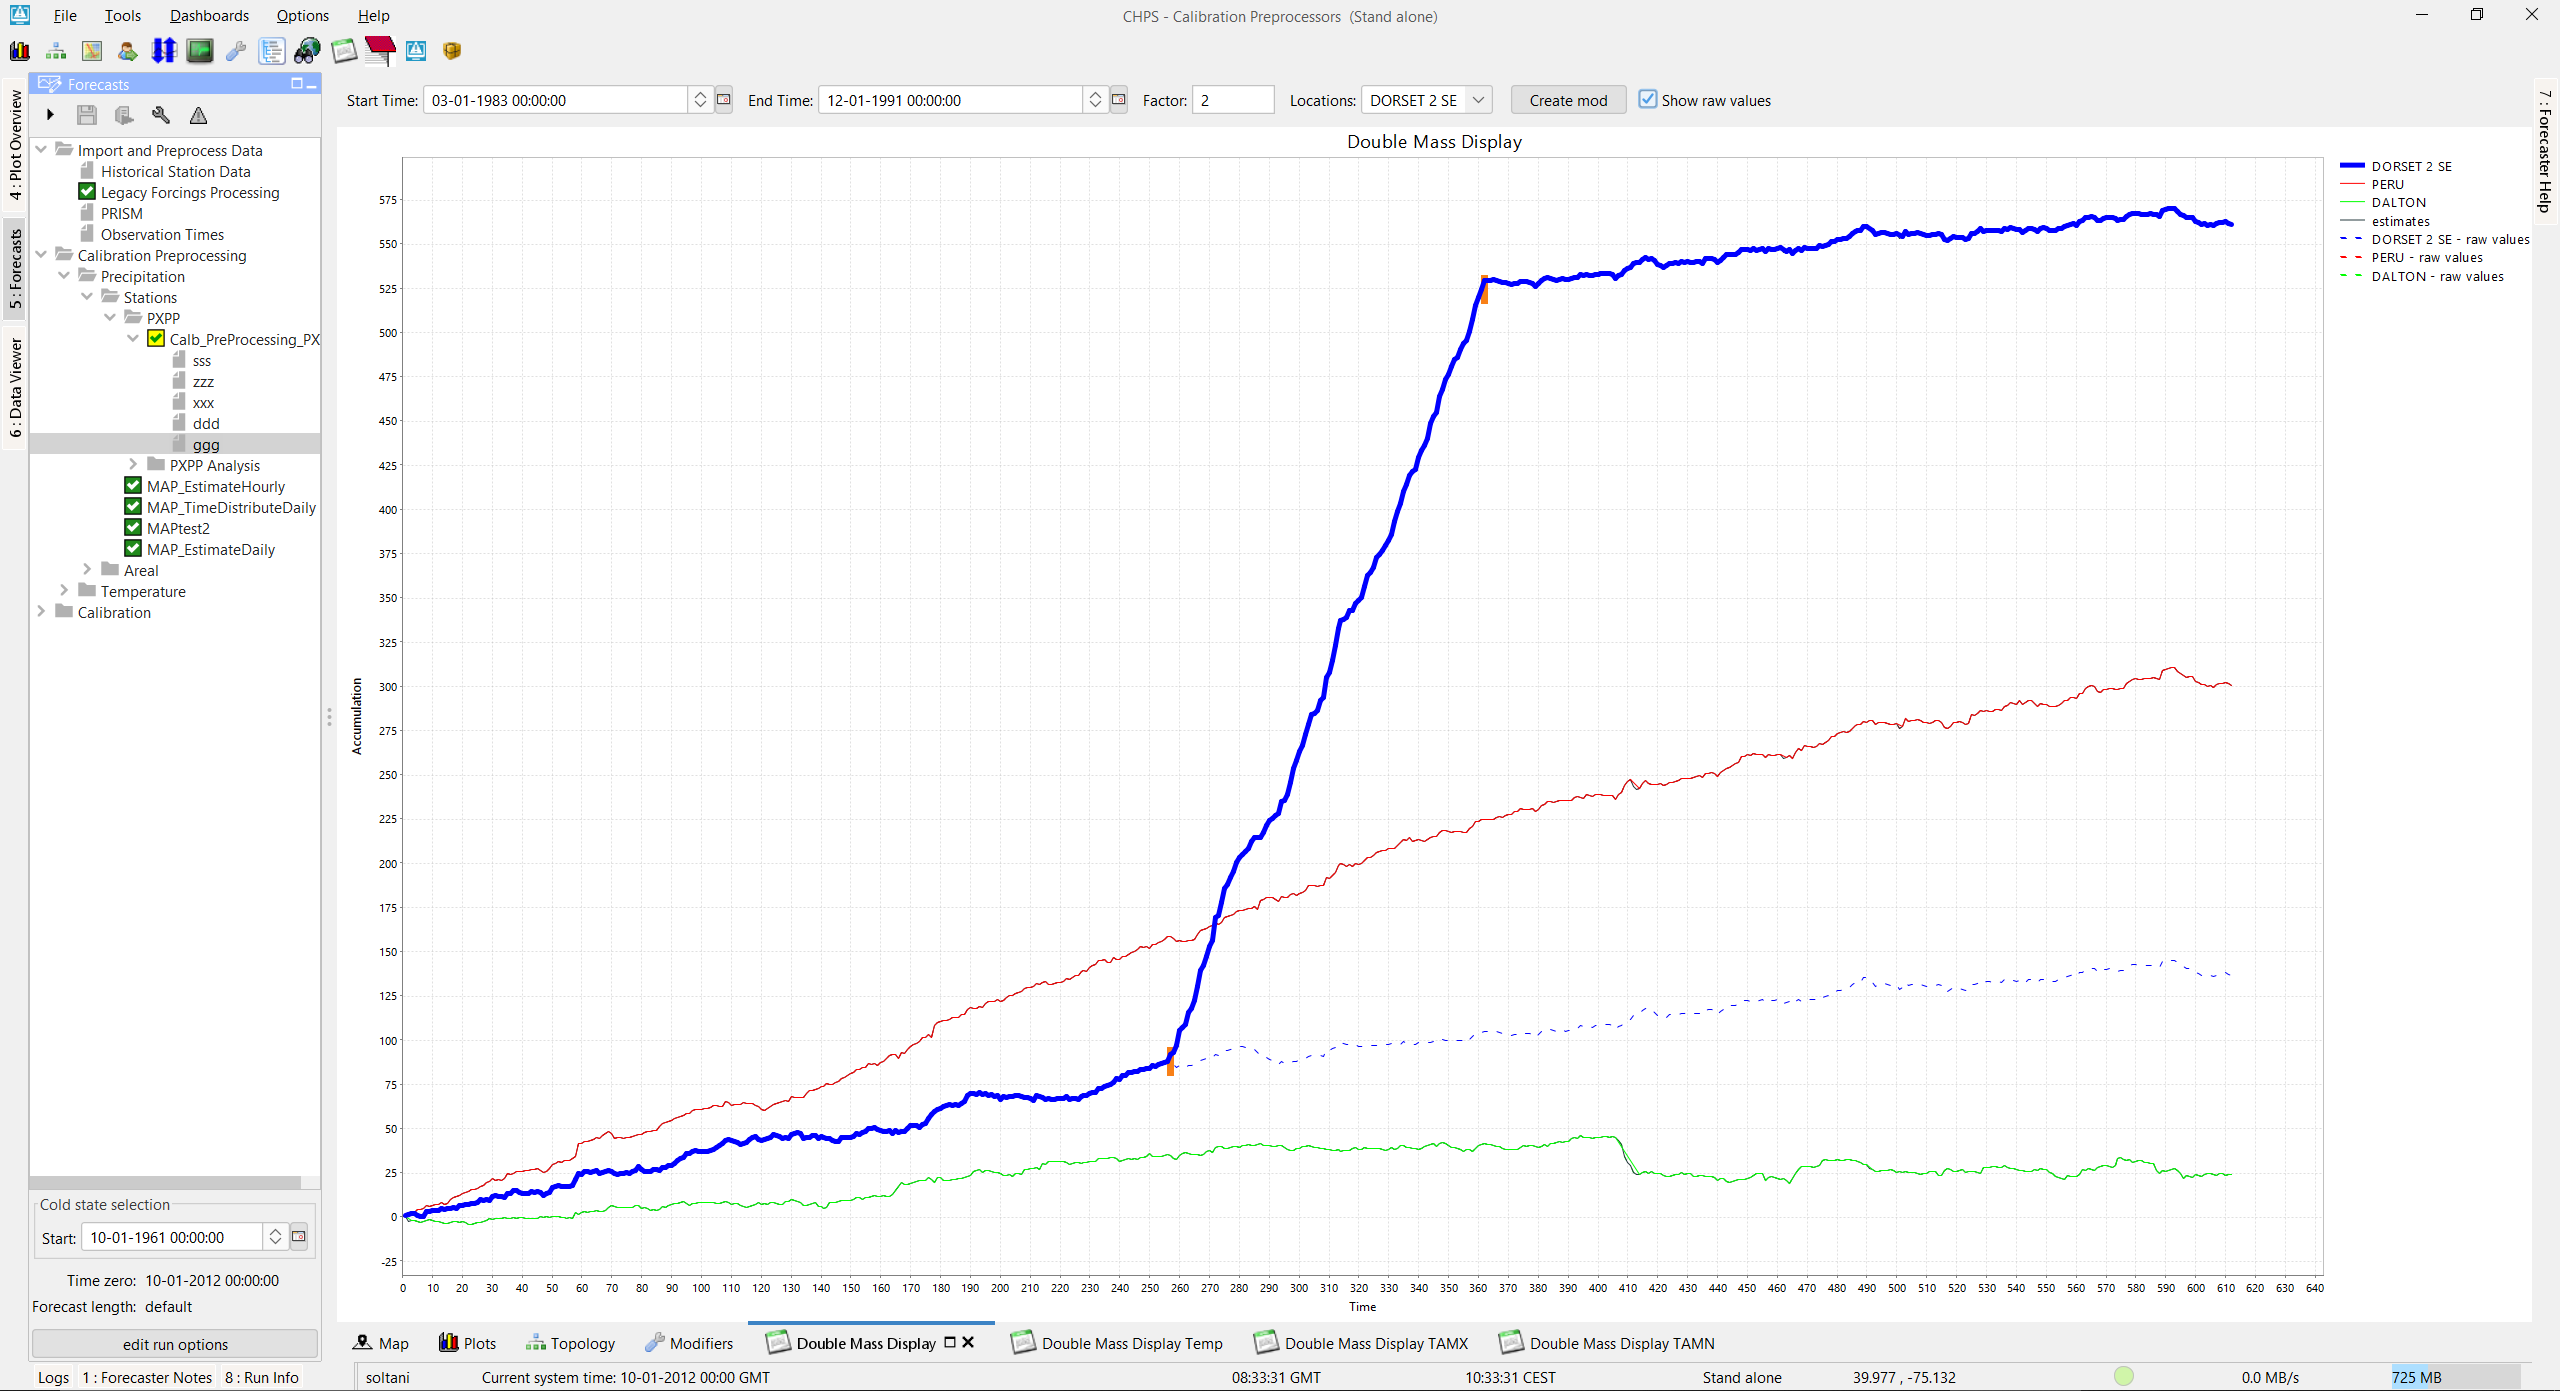 File Tools Dashboards Options Help
CHPS - Calibration Preprocessors (Stand alone)
4 : Plot Overview
5 : Forecasts
6 : Data Viewer
7 : Forecaster Help
Forecasts
Import and Preprocess Data
Historical Station Data
Legacy Forcings Processing
PRISM
Observation Times
Calibration Preprocessing
Precipitation
Stations
PXPP
Calb_PreProcessing_PX
sss
zzz
xxx
ddd
ggg
PXPP Analysis
MAP_EstimateHourly
MAP_TimeDistributeDaily
MAPtest2
MAP_EstimateDaily
Areal
Temperature
Calibration
Cold state selection
Start: 10-01-1961 00:00:00
Time zero: 10-01-2012 00:00:00
Forecast length: default
edit run options
Start Time: 03-01-1983 00:00:00 End Time: 12-01-1991 00:00:00 Factor: 2 Locations: DORSET 2 SE Create mod Show raw values
Double Mass Display
575
550
525
500
475
450
425
400
375
350
325
300
275
250
225
200
175
150
125
100
75
50
25
0
-25
Accumulation
0 10 20 30 40 50 60 70 80 90 100 110 120 130 140 150 160 170 180 190 200 210 220 230 240 250 260 270 280 290 300 310 320 330 340 350 360 370 380 390 400 410 420 430 440 450 460 470 480 490 500 510 520 530 540 550 560 570 580 590 600 610 620 630 640
Time
DORSET 2 SE
PERU
DALTON
estimates
DORSET 2 SE - raw values
PERU - raw values
DALTON - raw values
Map Plots Topology Modifiers Double Mass Display Double Mass Display Temp Double Mass Display TAMX Double Mass Display TAMN
Logs 1 : Forecaster Notes 8 : Run Info soltani Current system time: 10-01-2012 00:00 GMT 08:33:31 GMT 10:33:31 CEST Stand alone 39.977 , -75.132 0.0 MB/s 725 MB